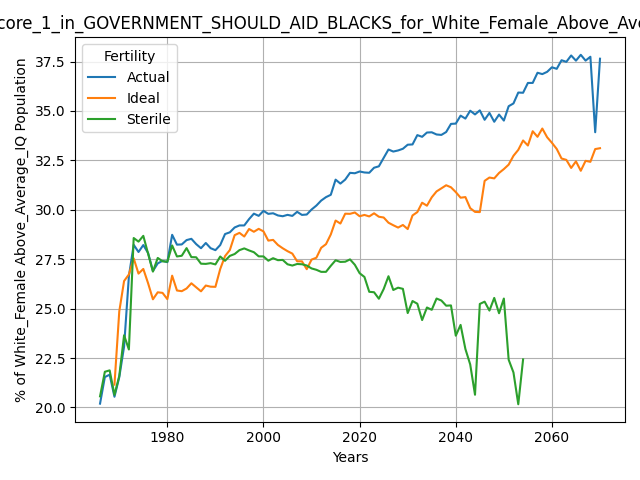 core_1_in_GOVERNMENT_SHOULD_AID_BLACKS_for_White_Female_Above_Ave
Fertility
Actual
Ideal
Sterile
% of White_Female Above_Average_IQ Population
37.5
35.0
32.5
30.0
27.5
25.0
22.5
20.0
1980 2000 2020 2040 2060
Years